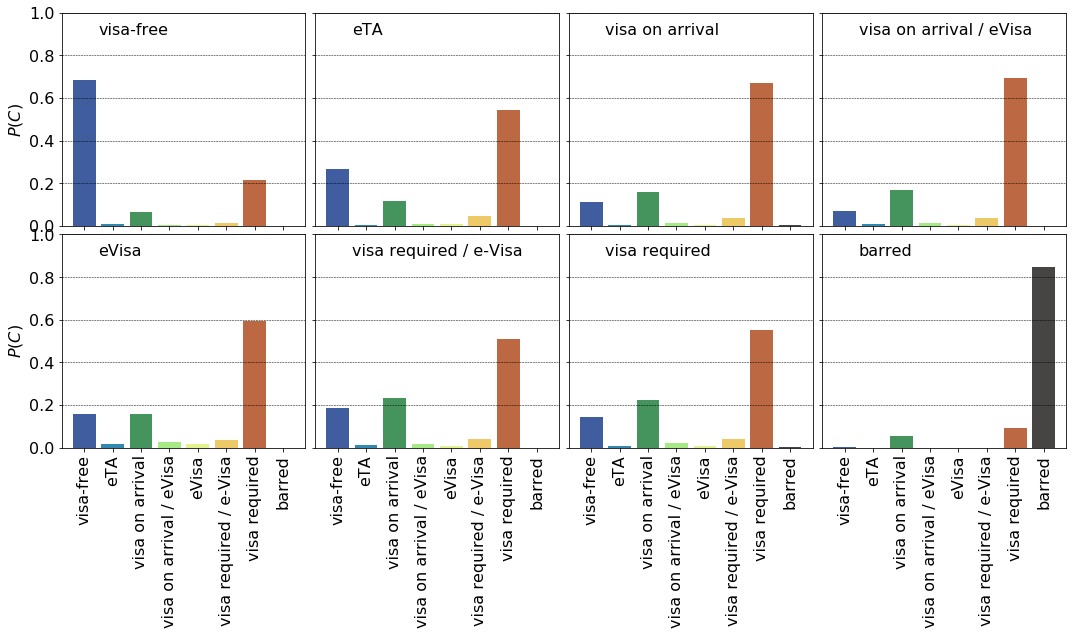 visa-free
eTA
visa on arrival
visa on arrival / eVisa
1.0
0.8
0.6
0.4
0.2
0.0
P(C)
eVisa
visa required / e-Visa
visa required
barred
1.0
0.8
0.6
0.4
0.2
0.0
P(C)
visa-free
eTA
visa on arrival
visa on arrival / eVisa
eVisa
visa required / e-Visa
visa required
barred
visa-free
eTA
visa on arrival
visa on arrival / eVisa
eVisa
visa required / e-Visa
visa required
barred
visa-free
eTA
visa on arrival
visa on arrival / eVisa
eVisa
visa required / e-Visa
visa required
barred
visa-free
eTA
visa on arrival
visa on arrival / eVisa
eVisa
visa required / e-Visa
visa required
barred